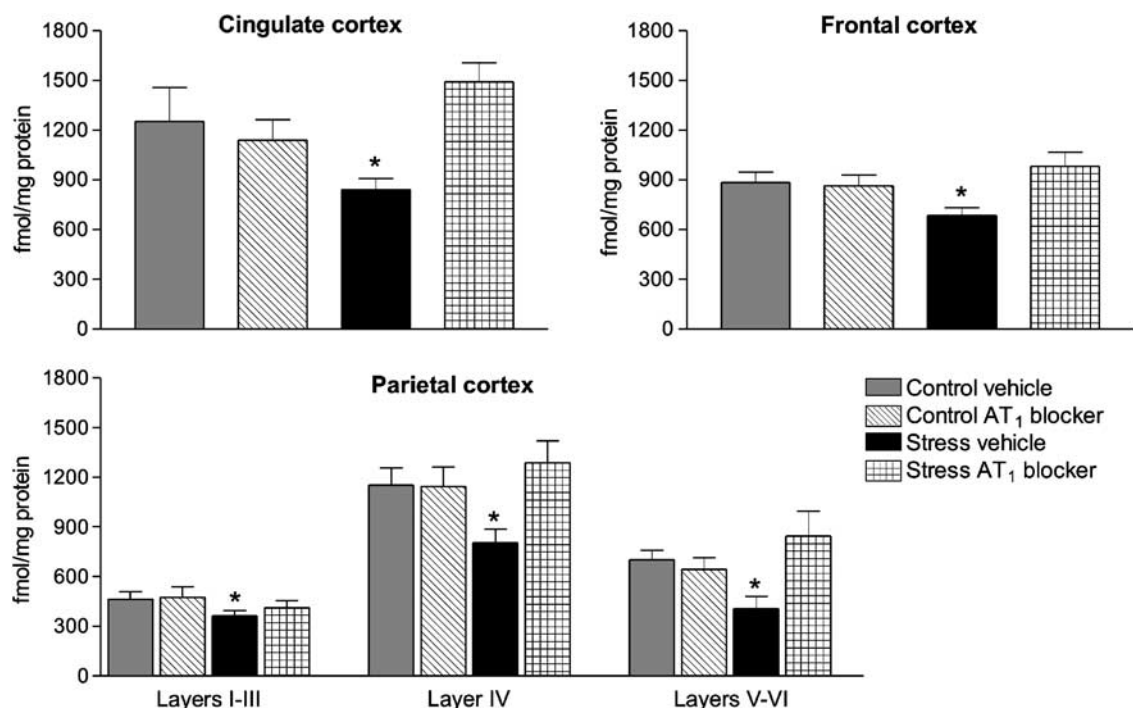 Cingulate cortex
fmol/mg protein
1800
1500
1200
900
600
300
0
*
Frontal cortex
fmol/mg protein
1800
1500
1200
900
600
300
0
*
Parietal cortex
fmol/mg protein
1800
1500
1200
900
600
300
0
*
*
*
Layers I-III Layer IV Layers V-VI
Control vehicle
Control AT₁ blocker
Stress vehicle
Stress AT₁ blocker